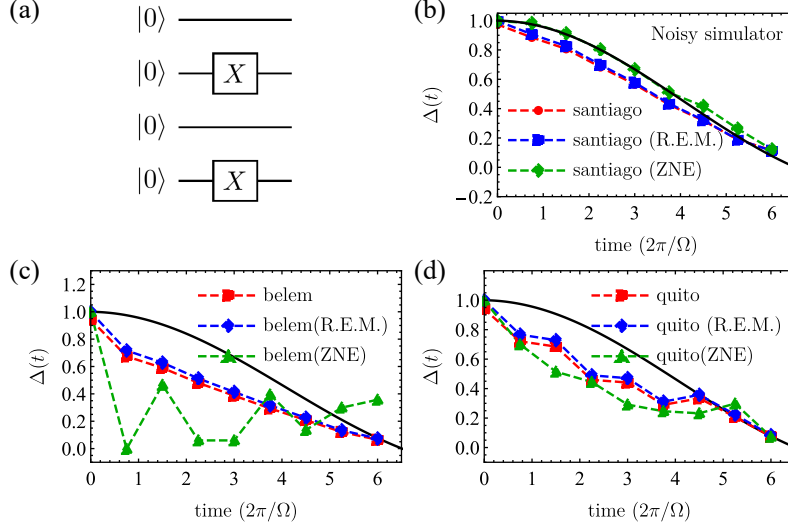 (a)
|0⟩
|0⟩ X
|0⟩
|0⟩ X
(b)
Noisy simulator
santiago
santiago (R.E.M.)
santiago (ZNE)
Δ(t)
1.0
0.8
0.6
0.4
0.2
0.0
−0.2
0 1 2 3 4 5 6
time (2π/Ω)
(c)
belem
belem(R.E.M.)
belem(ZNE)
Δ(t)
1.2
1.0
0.8
0.6
0.4
0.2
0.0
0 1 2 3 4 5 6
time (2π/Ω)
(d)
quito
quito (R.E.M.)
quito(ZNE)
Δ(t)
1.0
0.8
0.6
0.4
0.2
0.0
0 1 2 3 4 5 6
time (2π/Ω)